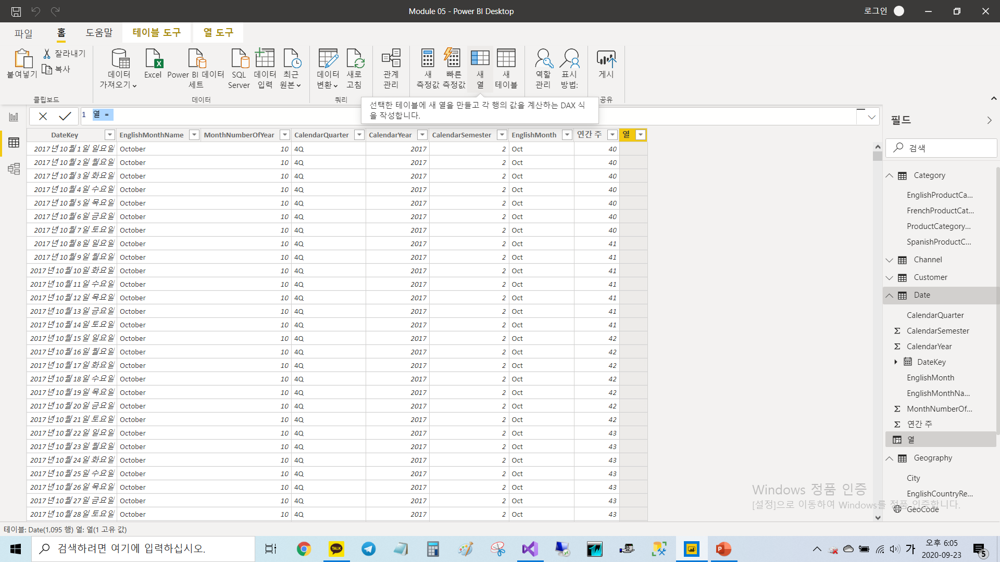 Module 05 - Power BI Desktop
로그인
파일
홈
도움말
테이블 도구
열 도구
붙여넣기
잘라내기
복사
클립보드
데이터
가져오기
Excel
Power BI 데이터
세트
SQL
Server
데이터
입력
최근
원본
데이터
데이터
변환
새로
고침
쿼리
관계
관리
새
측정값
빠른
측정값
새
열
새
테이블
역할
관리
표시
방법:
게시
공유
선택한 테이블에 새 열을 만들고 각 행의 값을 계산하는 DAX 식
을 작성합니다.
1 열 =
DateKey EnglishMonthName MonthNumberOfYear CalendarQuarter CalendarYear CalendarSemester EnglishMonth 연간 주 열
2017년 10월 1일 일요일 October 10 4Q 2017 2 Oct 40
2017년 10월 2일 월요일 October 10 4Q 2017 2 Oct 40
2017년 10월 3일 화요일 October 10 4Q 2017 2 Oct 40
2017년 10월 4일 수요일 October 10 4Q 2017 2 Oct 40
2017년 10월 5일 목요일 October 10 4Q 2017 2 Oct 40
2017년 10월 6일 금요일 October 10 4Q 2017 2 Oct 40
2017년 10월 7일 토요일 October 10 4Q 2017 2 Oct 40
2017년 10월 8일 일요일 October 10 4Q 2017 2 Oct 41
2017년 10월 9일 월요일 October 10 4Q 2017 2 Oct 41
2017년 10월 10일 화요일 October 10 4Q 2017 2 Oct 41
2017년 10월 11일 수요일 October 10 4Q 2017 2 Oct 41
2017년 10월 12일 목요일 October 10 4Q 2017 2 Oct 41
2017년 10월 13일 금요일 October 10 4Q 2017 2 Oct 41
2017년 10월 14일 토요일 October 10 4Q 2017 2 Oct 41
2017년 10월 15일 일요일 October 10 4Q 2017 2 Oct 42
2017년 10월 16일 월요일 October 10 4Q 2017 2 Oct 42
2017년 10월 17일 화요일 October 10 4Q 2017 2 Oct 42
2017년 10월 18일 수요일 October 10 4Q 2017 2 Oct 42
2017년 10월 19일 목요일 October 10 4Q 2017 2 Oct 42
2017년 10월 20일 금요일 October 10 4Q 2017 2 Oct 42
2017년 10월 21일 토요일 October 10 4Q 2017 2 Oct 42
2017년 10월 22일 일요일 October 10 4Q 2017 2 Oct 43
2017년 10월 23일 월요일 October 10 4Q 2017 2 Oct 43
2017년 10월 24일 화요일 October 10 4Q 2017 2 Oct 43
2017년 10월 25일 수요일 October 10 4Q 2017 2 Oct 43
2017년 10월 26일 목요일 October 10 4Q 2017 2 Oct 43
2017년 10월 27일 금요일 October 10 4Q 2017 2 Oct 43
2017년 10월 28일 토요일 October 10 4Q 2017 2 Oct 43
필드
검색
Category
EnglishProductCa...
FrenchProductCat...
ProductCategory...
SpanishProductC...
Channel
Customer
Date
CalendarQuarter
CalendarSemester
CalendarYear
DateKey
EnglishMonth
EnglishMonthNa...
MonthNumberOf...
연간 주
열
Geography
City
EnglishCountryRe...
GeoCode
Windows 정품 인증
[설정]으로 이동하여 Windows를 정품 인증합니다.
테이블: Date(1,095 행) 열: 열(1 고유 값)
검색하려면 여기에 입력하십시오.
TALK
P
가
오후 6:05
2020-09-23
5